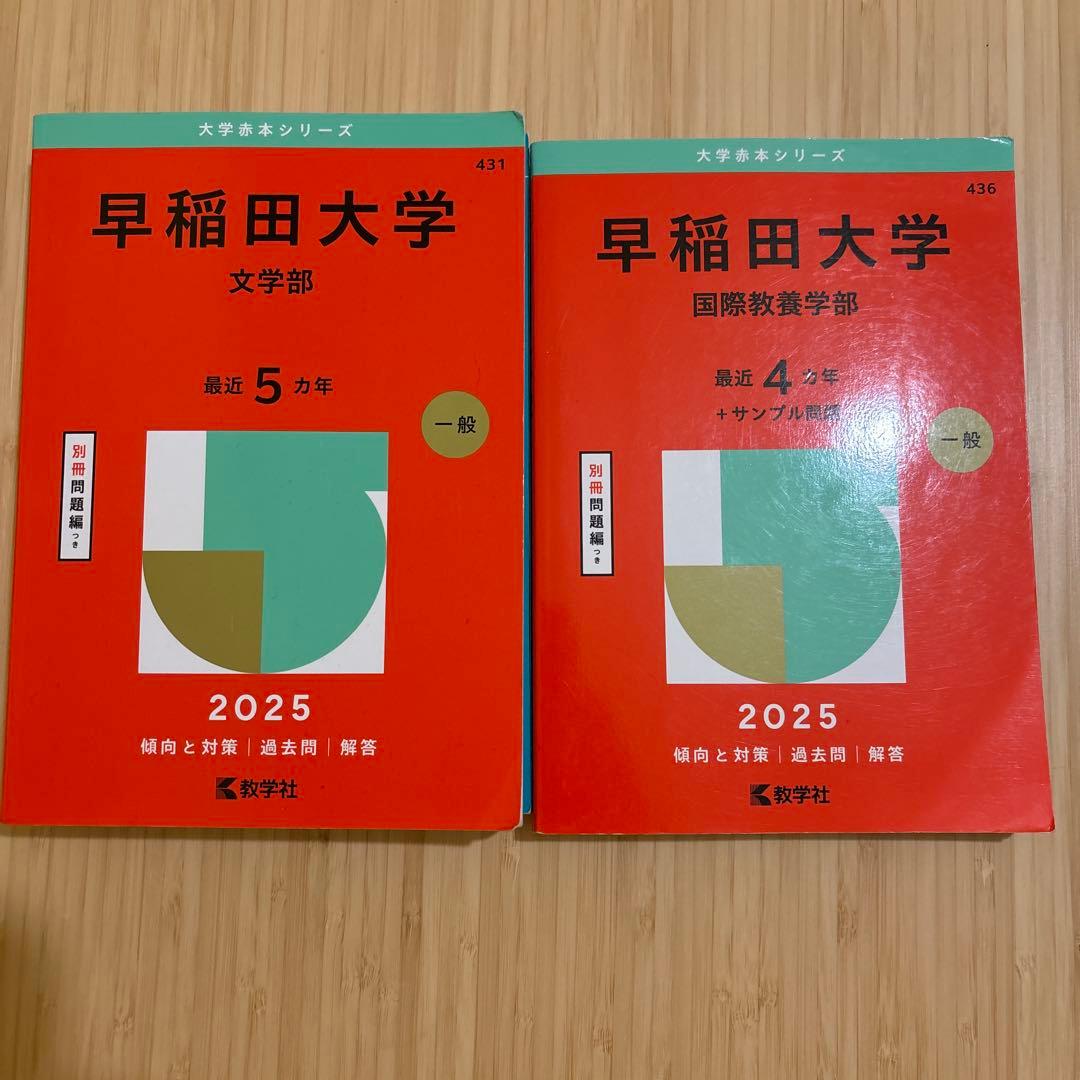 大学赤本シリーズ
431
早稲田大学
文学部
最近 5 カ年
一般
別冊問題編つき
2025
傾向と対策|過去問|解答
教学社
大学赤本シリーズ
436
早稲田大学
国際教養学部
最近 4 カ年
+サンプル問題
一般
別冊問題編つき
2025
傾向と対策|過去問|解答
教学社